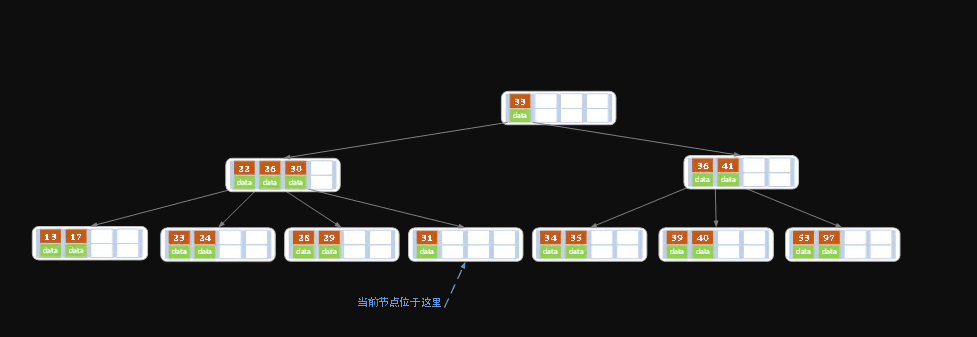 33
data
22 26 30
data data data
36 41
data data
13 17
data data
23 24
data data
28 29
data data
31
data
34 35
data data
39 40
data data
53 97
data data
当前节点位于这里